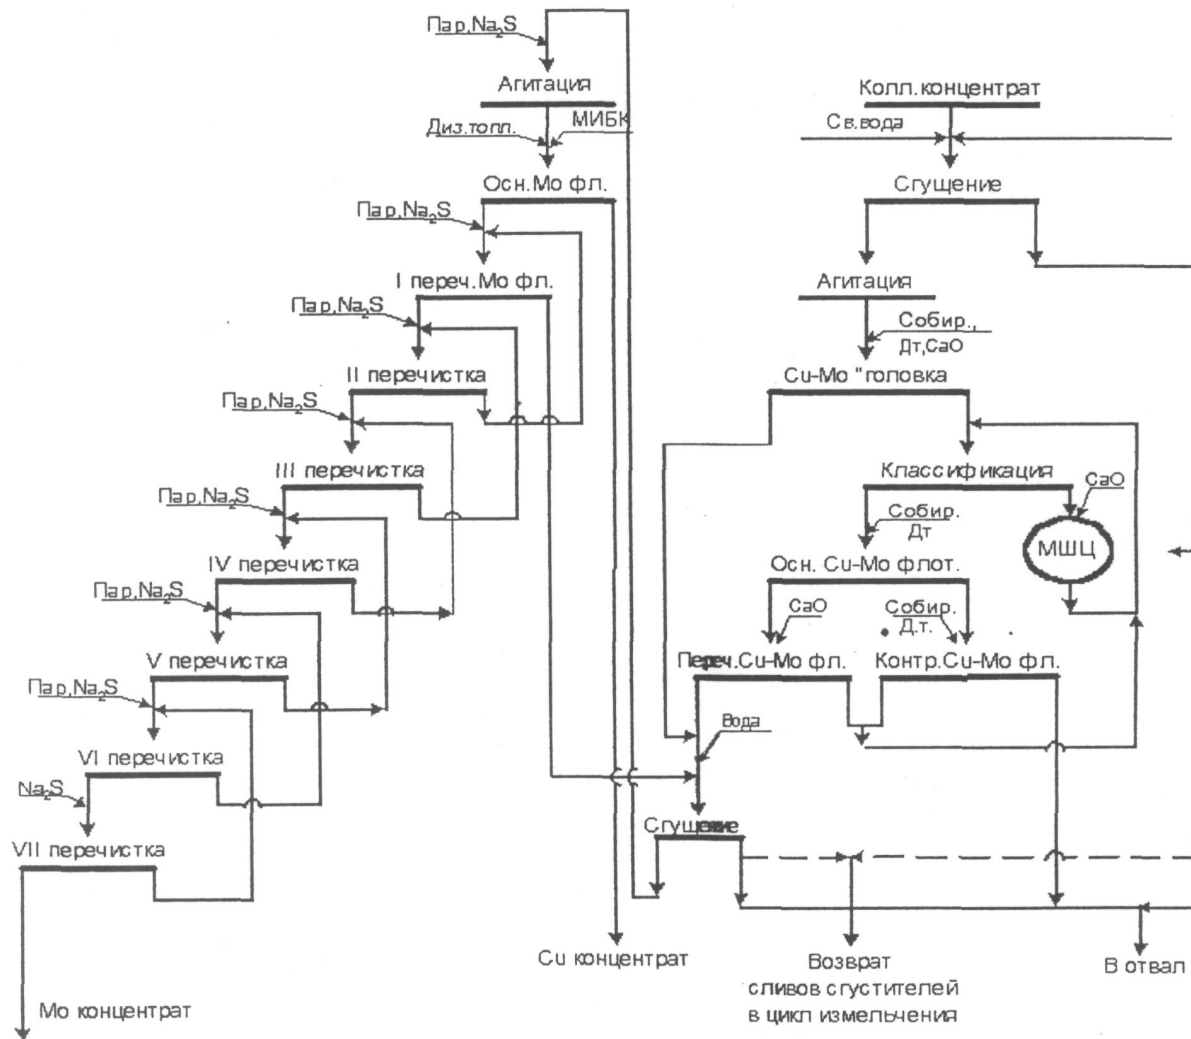 Пар,Na₂S
Агитация
Диз.топл.
МИБК
Осн.Мо фл.
Пар,Na₂S
I переч.Мо фл.
Пар,Na₂S
II перечистка
Пар,Na₂S
III перечистка
Пар,Na₂S
IV перечистка
Пар,Na₂S
V перечистка
Пар,Na₂S
VI перечистка
Na₂S
VII перечистка
Мо концентрат
Cu концентрат
Колл.концентрат
Св.вода
Сгущение
Агитация
Собир.,
Дт,CaO
Cu-Mo "головка
Классификация
CaO
МШЦ
Собир.
Дт
Осн. Cu-Mo флот.
CaO
Собир.
Д.т.
Переч.Cu-Mo фл.
Контр.Cu-Mo фл.
Вода
Сгущение
Возврат
сливов сгустителей
в цикл измельчения
В отвал